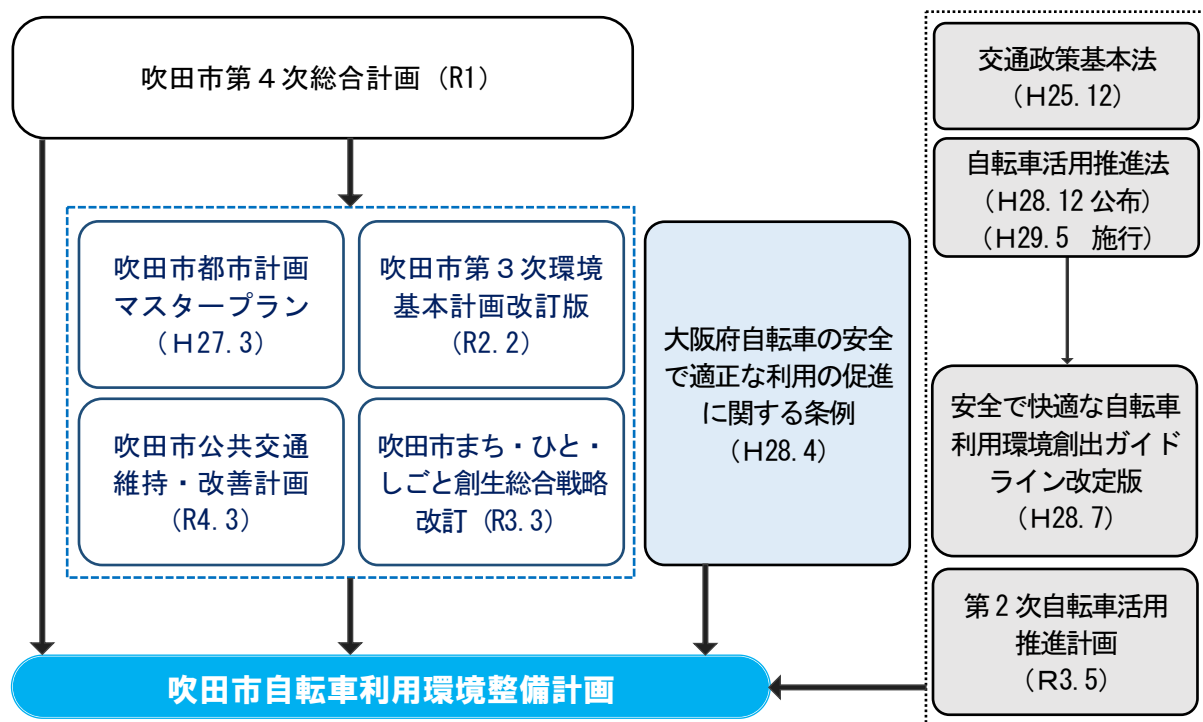 吹田市第４次総合計画（R1）
吹田市都市計画
マスタープラン
（Ｈ27.3）
吹田市第３次環境
基本計画改訂版
（R2.2）
吹田市公共交通
維持・改善計画
（R4.3）
吹田市まち・ひと・
しごと創生総合戦略
改訂（R3.3）
大阪府自転車の安全
で適正な利用の促進
に関する条例
（Ｈ28.4）
交通政策基本法
（Ｈ25.12）
自転車活用推進法
（Ｈ28.12 公布）
（Ｈ29.5　施行）
安全で快適な自転車
利用環境創出ガイド
ライン改定版
（Ｈ28.7）
第２次自転車活用
推進計画
（Ｒ3.5）
吹田市自転車利用環境整備計画